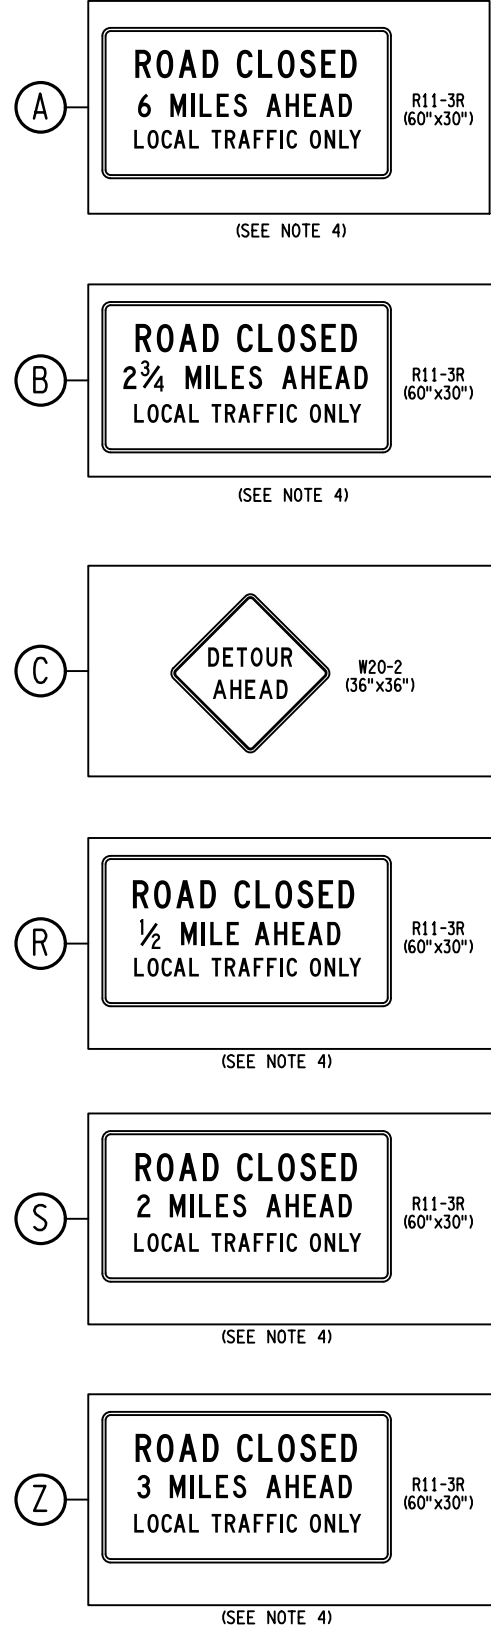 A
ROAD CLOSED
6 MILES AHEAD
LOCAL TRAFFIC ONLY
R11-3R
(60"x30")
(SEE NOTE 4)
B
ROAD CLOSED
2¾ MILES AHEAD
LOCAL TRAFFIC ONLY
R11-3R
(60"x30")
(SEE NOTE 4)
C
DETOUR
AHEAD
W20-2
(36"x36")
R
ROAD CLOSED
½ MILE AHEAD
LOCAL TRAFFIC ONLY
R11-3R
(60"x30")
(SEE NOTE 4)
S
ROAD CLOSED
2 MILES AHEAD
LOCAL TRAFFIC ONLY
R11-3R
(60"x30")
(SEE NOTE 4)
Z
ROAD CLOSED
3 MILES AHEAD
LOCAL TRAFFIC ONLY
R11-3R
(60"x30")
(SEE NOTE 4)